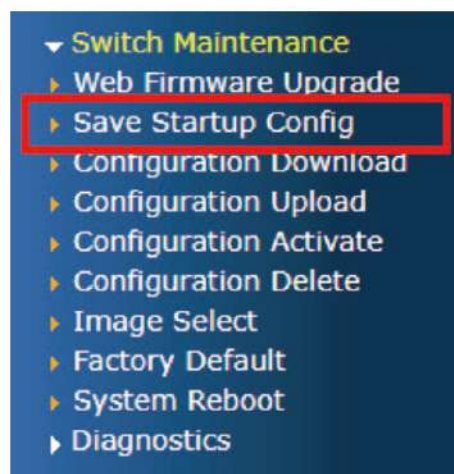 Switch Maintenance
Web Firmware Upgrade
Save Startup Config
Configuration Download
Configuration Upload
Configuration Activate
Configuration Delete
Image Select
Factory Default
System Reboot
Diagnostics